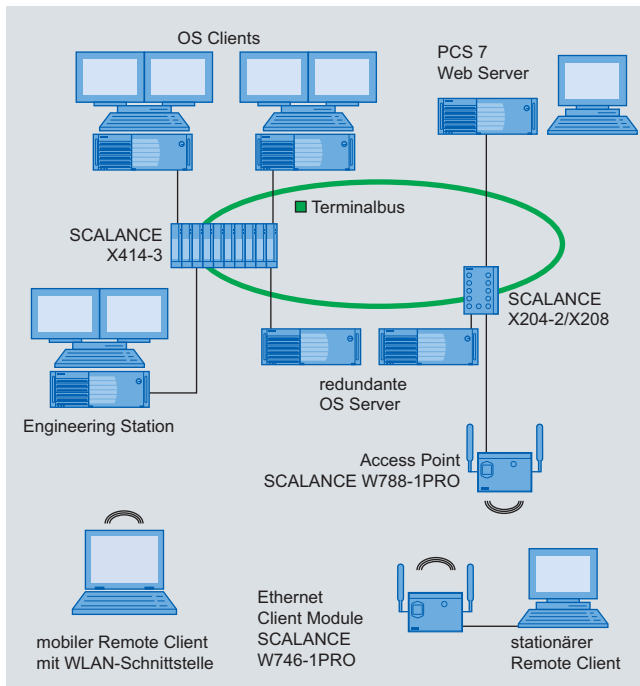 OS Clients
PCS 7
Web Server
Terminalbus
SCALANCE
X414-3
SCALANCE
X204-2/X208
redundante
OS Server
Engineering Station
Access Point
SCALANCE W788-1PRO
Ethernet
Client Module
SCALANCE
W746-1PRO
mobiler Remote Client
mit WLAN-Schnittstelle
stationärer
Remote Client